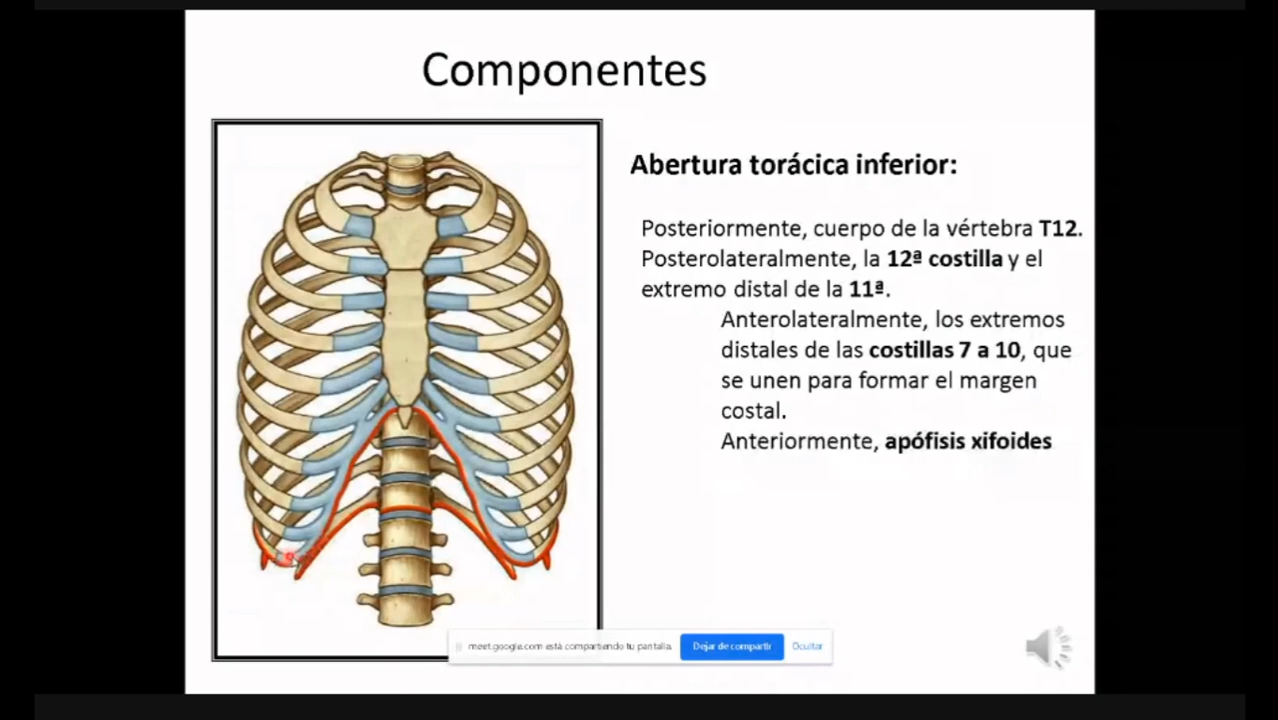 Componentes
Abertura torácica inferior:
Posteriormente, cuerpo de la vértebra T12.
Posterolateralmente, la 12ª costilla y el
extremo distal de la 11ª.
Anterolateralmente, los extremos
distales de las costillas 7 a 10, que
se unen para formar el margen
costal.
Anteriormente, apófisis xifoides
meet.google.com está compartiendo tu pantalla.
Dejar de compartir
Ocultar